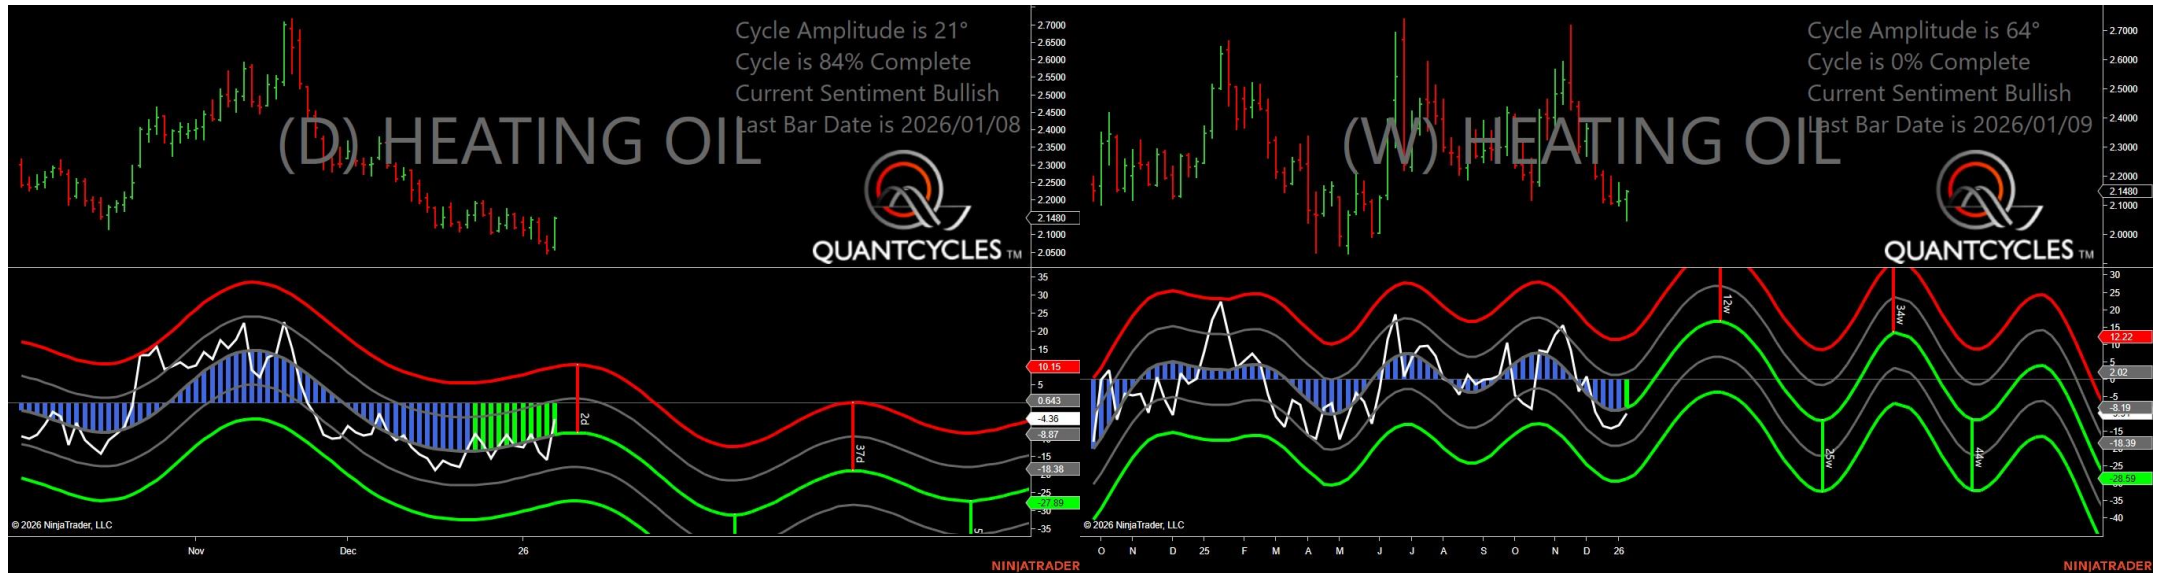 Cycle Amplitude is 21°
Cycle is 84% Complete
Current Sentiment Bullish
Last Bar Date is 2026/01/08
(D) HEATING OIL
QUANTCYCLES TM
2.7000
2.6500
2.6000
2.5500
2.5000
2.4500
2.4000
2.3500
2.3000
2.2500
2.2000
2.1480
2.1000
2.0500
35
30
25
20
15
10.15
5
0.643
-4.36
-8.87
-15
-18.38
-25
-27.89
-30
-35
2d
37d
5
© 2026 NinjaTrader, LLC
Nov
Dec
26
NINJATRADER
Cycle Amplitude is 64°
Cycle is 0% Complete
Current Sentiment Bullish
Last Bar Date is 2026/01/09
(W) HEATING OIL
QUANTCYCLES TM
2.7000
2.6000
2.5000
2.4000
2.3000
2.2000
2.1480
2.1000
2.0000
30
25
20
15
12.22
10
5
2.02
0
-5
-8.19
-15
-18.39
-25
-28.59
-35
-40
12w
34w
25w
44w
© 2026 NinjaTrader, LLC
O N D 25 F M A M J J A S O N D 26
NINJATRADER